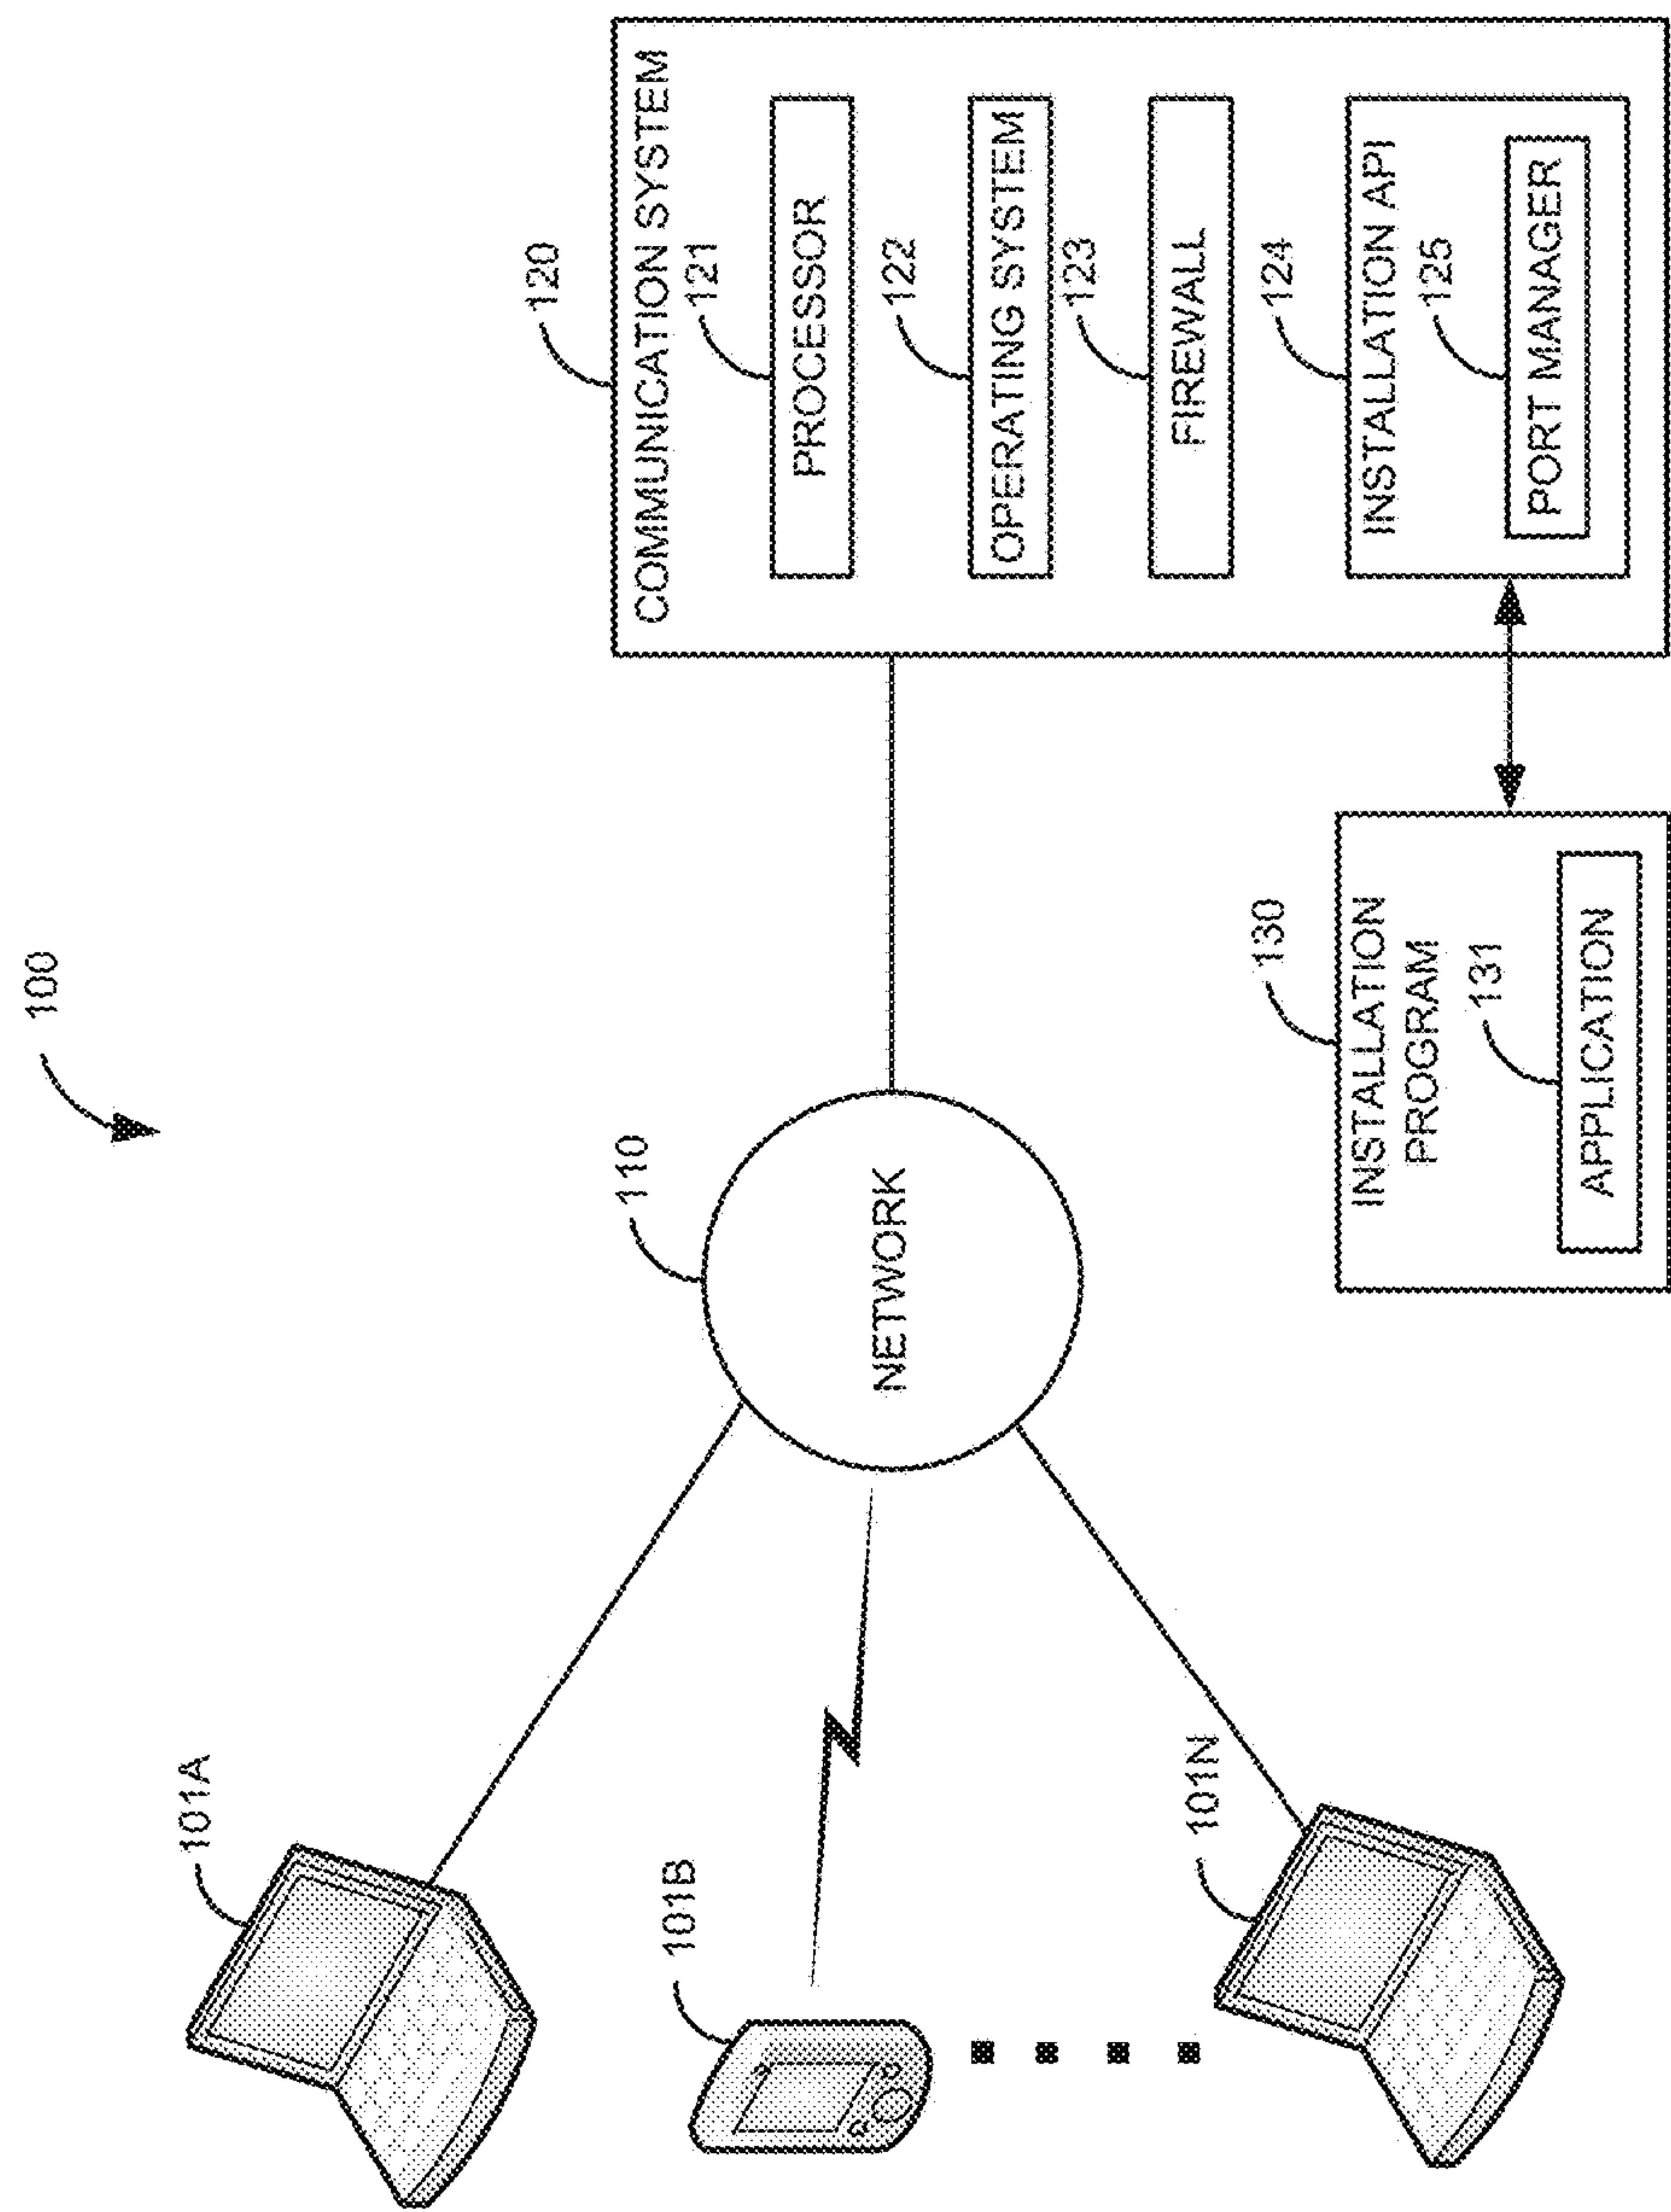 100
101A
101B
101N
110
NETWORK
120
COMMUNICATION SYSTEM
121
PROCESSOR
122
OPERATING SYSTEM
123
FIREWALL
124
INSTALLATION API
125
PORT MANAGER
130
INSTALLATION
PROGRAM
131
APPLICATION